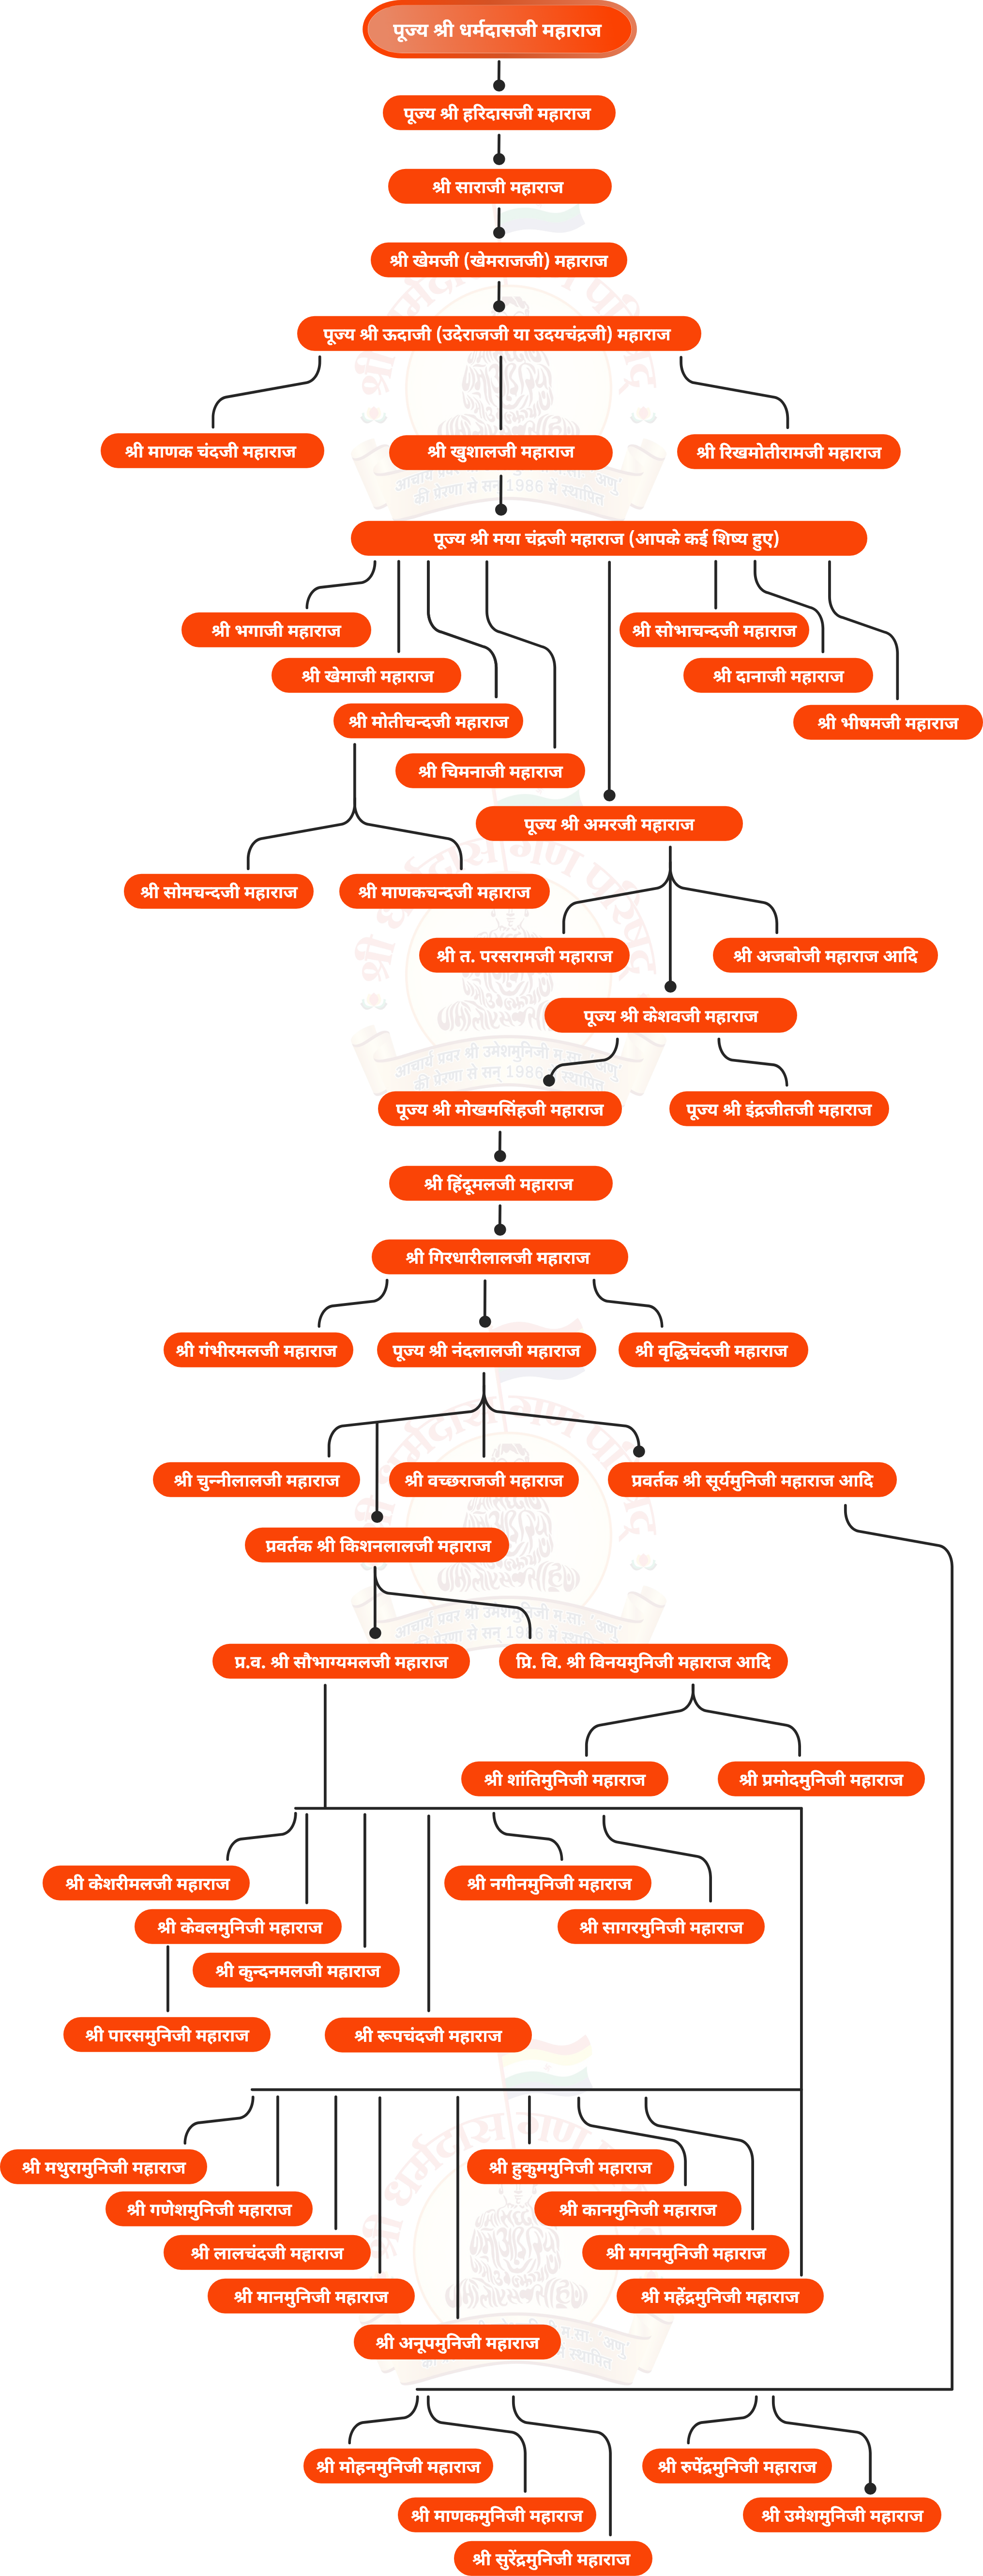 पूज्य श्री धर्मदासजी महाराज
पूज्य श्री हरिदासजी महाराज
श्री साराजी महाराज
श्री खेमजी (खेमराजजी) महाराज
पूज्य श्री ऊदाजी (उदेराजजी या उदयचंद्रजी) महाराज
श्री माणक चंदजी महाराज
श्री खुशालजी महाराज
श्री रिखमोतीरामजी महाराज
पूज्य श्री मया चंद्रजी महाराज (आपके कई शिष्य हुए)
श्री भगाजी महाराज
श्री सोभाचन्दजी महाराज
श्री खेमाजी महाराज
श्री दानाजी महाराज
श्री मोतीचन्दजी महाराज
श्री भीषमजी महाराज
श्री चिमनाजी महाराज
पूज्य श्री अमरजी महाराज
श्री सोमचन्दजी महाराज
श्री माणकचन्दजी महाराज
श्री त. परसरामजी महाराज
श्री अजबोजी महाराज आदि
पूज्य श्री केशवजी महाराज
पूज्य श्री मोखमसिंहजी महाराज
पूज्य श्री इंद्रजीतजी महाराज
श्री हिंदूमलजी महाराज
श्री गिरधारीलालजी महाराज
श्री गंभीरमलजी महाराज
पूज्य श्री नंदलालजी महाराज
श्री वृद्धिचंदजी महाराज
श्री चुन्नीलालजी महाराज
श्री वच्छराजजी महाराज
प्रवर्तक श्री सूर्यमुनिजी महाराज आदि
प्रवर्तक श्री किशनलालजी महाराज
प्र.व. श्री सौभाग्यमलजी महाराज
प्रि. वि. श्री विनयमुनिजी महाराज आदि
श्री शांतिमुनिजी महाराज
श्री प्रमोदमुनिजी महाराज
श्री केशरीमलजी महाराज
श्री नगीनमुनिजी महाराज
श्री केवलमुनिजी महाराज
श्री सागरमुनिजी महाराज
श्री कुन्दनमलजी महाराज
श्री पारसमुनिजी महाराज
श्री रूपचंदजी महाराज
श्री मथुरामुनिजी महाराज
श्री हुकुममुनिजी महाराज
श्री गणेशमुनिजी महाराज
श्री कानमुनिजी महाराज
श्री लालचंदजी महाराज
श्री मगनमुनिजी महाराज
श्री मानमुनिजी महाराज
श्री महेंद्रमुनिजी महाराज
श्री अनूपमुनिजी महाराज
श्री मोहनमुनिजी महाराज
श्री रुपेंद्रमुनिजी महाराज
श्री माणकमुनिजी महाराज
श्री उमेशमुनिजी महाराज
श्री सुरेंद्रमुनिजी महाराज